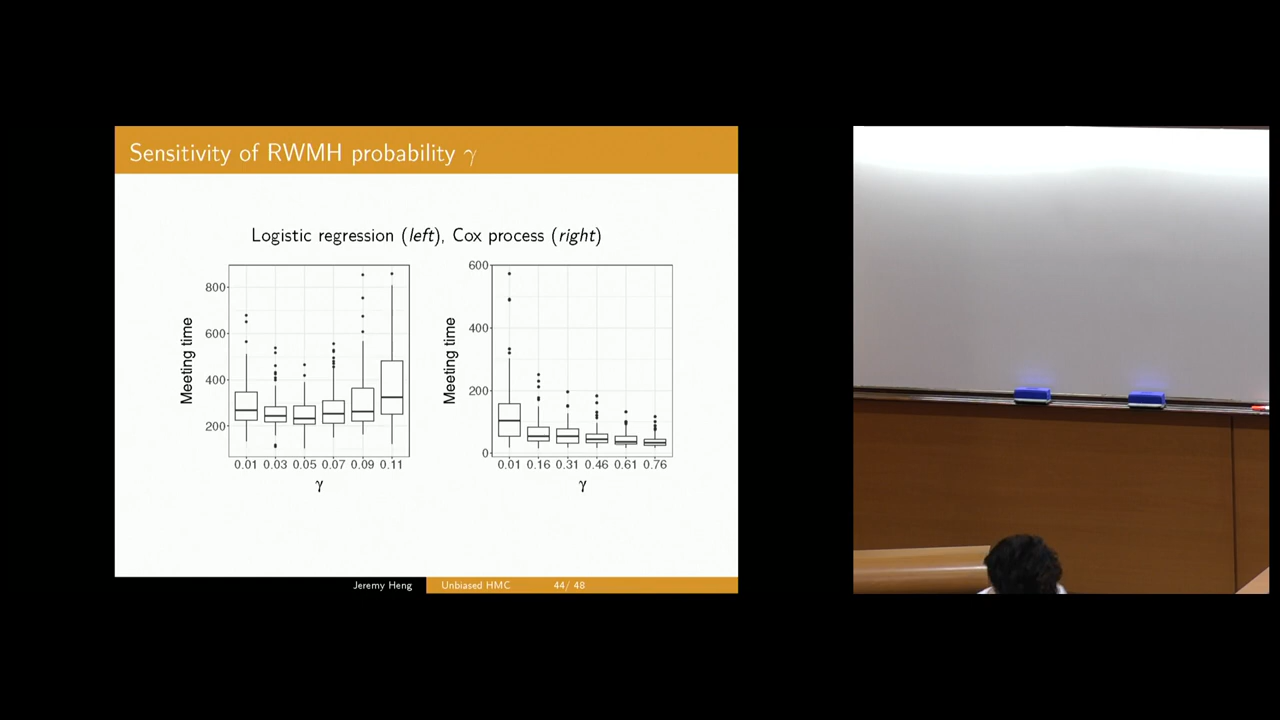 Sensitivity of RWMH probability γ
Logistic regression (left), Cox process (right)
Meeting time
800
600
400
200
0.01 0.03 0.05 0.07 0.09 0.11
γ
Meeting time
600
400
200
0
0.01 0.16 0.31 0.46 0.61 0.76
γ
Jeremy Heng Unbiased HMC 44/ 48